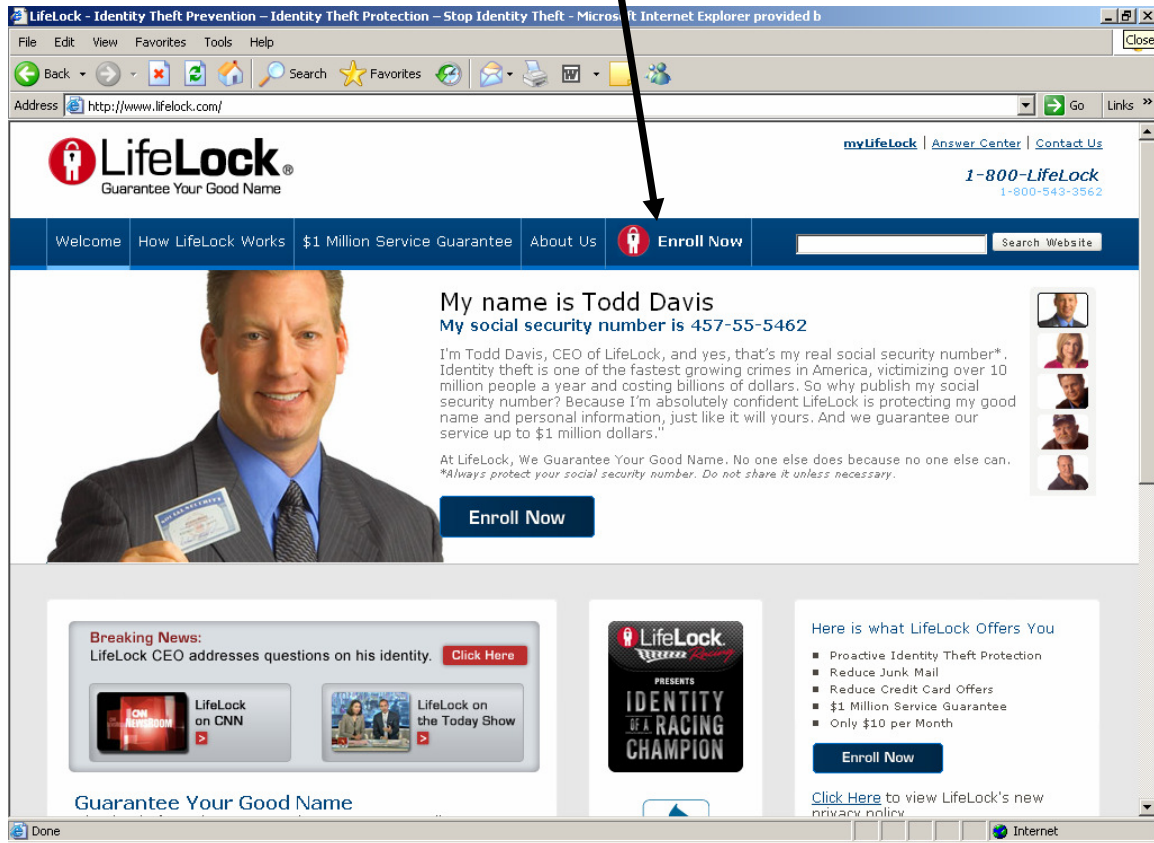 LifeLock - Identity Theft Prevention – Identity Theft Protection – Stop Identity Theft - Microsoft Internet Explorer provided b
File Edit View Favorites Tools Help
Close
Back Search Favorites
Address http://www.lifelock.com/ Go Links »
LifeLock®
Guarantee Your Good Name
myLifeLock | Answer Center | Contact Us
1-800-LifeLock
1-800-543-3562
Welcome How LifeLock Works $1 Million Service Guarantee About Us Enroll Now Search Website
My name is Todd Davis
My social security number is 457-55-5462
I'm Todd Davis, CEO of LifeLock, and yes, that's my real social security number*.
Identity theft is one of the fastest growing crimes in America, victimizing over 10
million people a year and costing billions of dollars. So why publish my social
security number? Because I'm absolutely confident LifeLock is protecting my good
name and personal information, just like it will yours. And we guarantee our
service up to $1 million dollars."
At LifeLock, We Guarantee Your Good Name. No one else does because no one else can.
*Always protect your social security number. Do not share it unless necessary.
Enroll Now
SOCIAL SECURITY
Breaking News:
LifeLock CEO addresses questions on his identity. Click Here
CNN
NEWSROOM
LifeLock
on CNN
LifeLock on
the Today Show
Guarantee Your Good Name
LifeLock.
Racing
PRESENTS
IDENTITY
OF A RACING
CHAMPION
Here is what LifeLock Offers You
Proactive Identity Theft Protection
Reduce Junk Mail
Reduce Credit Card Offers
$1 Million Service Guarantee
Only $10 per Month
Enroll Now
Click Here to view LifeLock's new
privacy policy
Done Internet